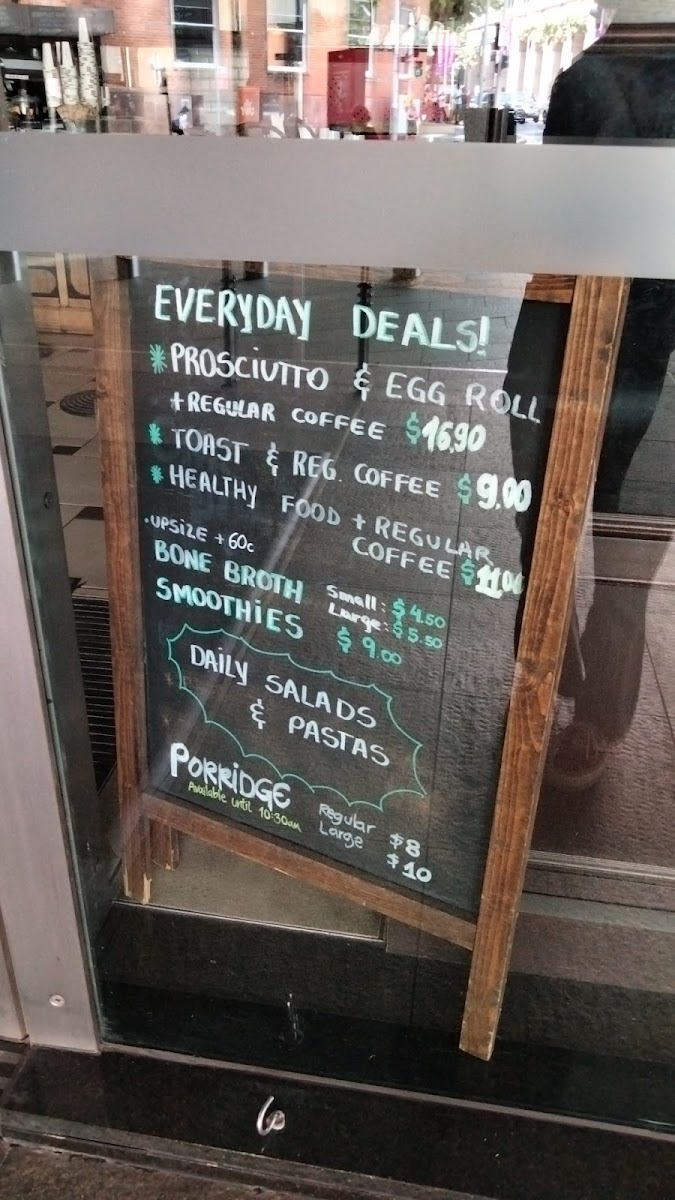 EVERYDAY DEALS!
* PROSCIUTTO & EGG ROLL
+ REGULAR COFFEE $16.90
* TOAST & REG. COFFEE $9.00
* HEALTHY FOOD + REGULAR
COFFEE $11.00
. UPSIZE + 60c
BONE BROTH Small: $4.50
Large: $5.50
SMOOTHIES $9.00
DAILY SALADS
& PASTAS
PORRIDGE Regular $8
Available until 10:30am Large $10